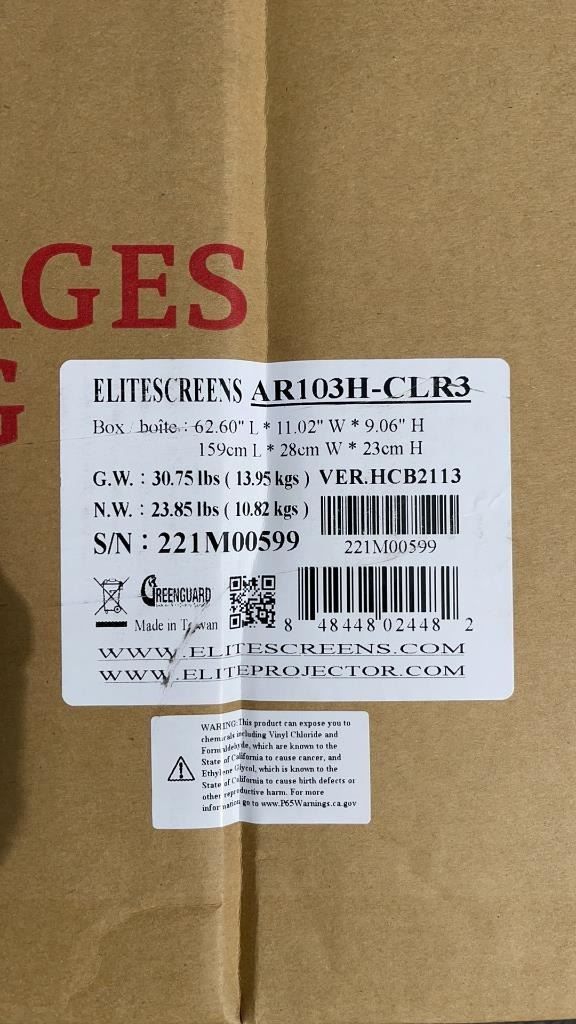 AGES
G
ELITESCREENS AR103H-CLR3
Box / boîte : 62.60" L * 11.02" W * 9.06" H
159cm L * 28cm W * 23cm H
G.W. : 30.75 lbs ( 13.95 kgs ) VER.HCB2113
N.W. : 23.85 lbs ( 10.82 kgs )
S/N : 221M00599
221M00599
GREENGUARD
Made in Taiwan
8 48448 02448 2
WWW.ELITESCREENS.COM
WWW.ELITEPROJECTOR.COM
WARING: This product can expose you to
chemicals including Vinyl Chloride and
Formaldehyde, which are known to the
State of California to cause cancer, and
Ethylene Glycol, which is known to the
State of California to cause birth defects or
other reproductive harm. For more
information go to www.P65Warnings.ca.gov